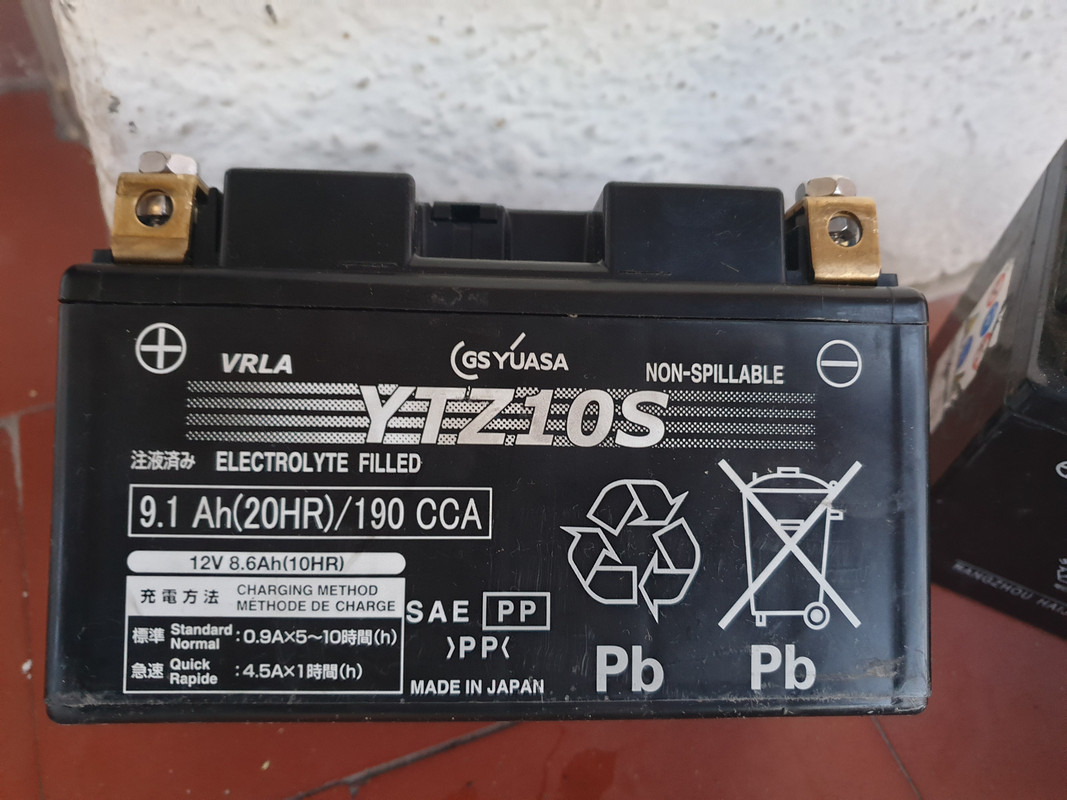 VRLA
GS YUASA
NON-SPILLABLE
YTZ10S
注液済み ELECTROLYTE FILLED
9.1 Ah(20HR)/190 CCA
12V 8.6Ah(10HR)
充電方法 CHARGING METHOD
MÉTHODE DE CHARGE
標準 Standard Normal : 0.9A×5～10時間(h)
急速 Quick Rapide : 4.5A×1時間(h)
SAE PP
>PP<
MADE IN JAPAN
Pb
Pb
HANGZHOU